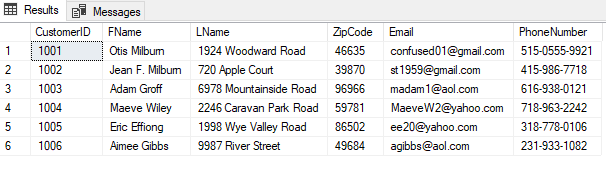 Results Messages
CustomerID FName LName ZipCode Email PhoneNumber
1 1001 Otis Milburn 1924 Woodward Road 46635 confused01@gmail.com 515-0555-9921
2 1002 Jean F. Milburn 720 Apple Court 39870 st1959@gmail.com 415-986-7718
3 1003 Adam Groff 6978 Mountainside Road 96966 madam1@aol.com 616-938-0121
4 1004 Maeve Wiley 2246 Caravan Park Road 59781 MaeveW2@yahoo.com 718-963-2242
5 1005 Eric Effiong 1998 Wye Valley Road 86502 ee20@yahoo.com 318-778-0106
6 1006 Aimee Gibbs 9987 River Street 49684 agibbs@aol.com 231-933-1082